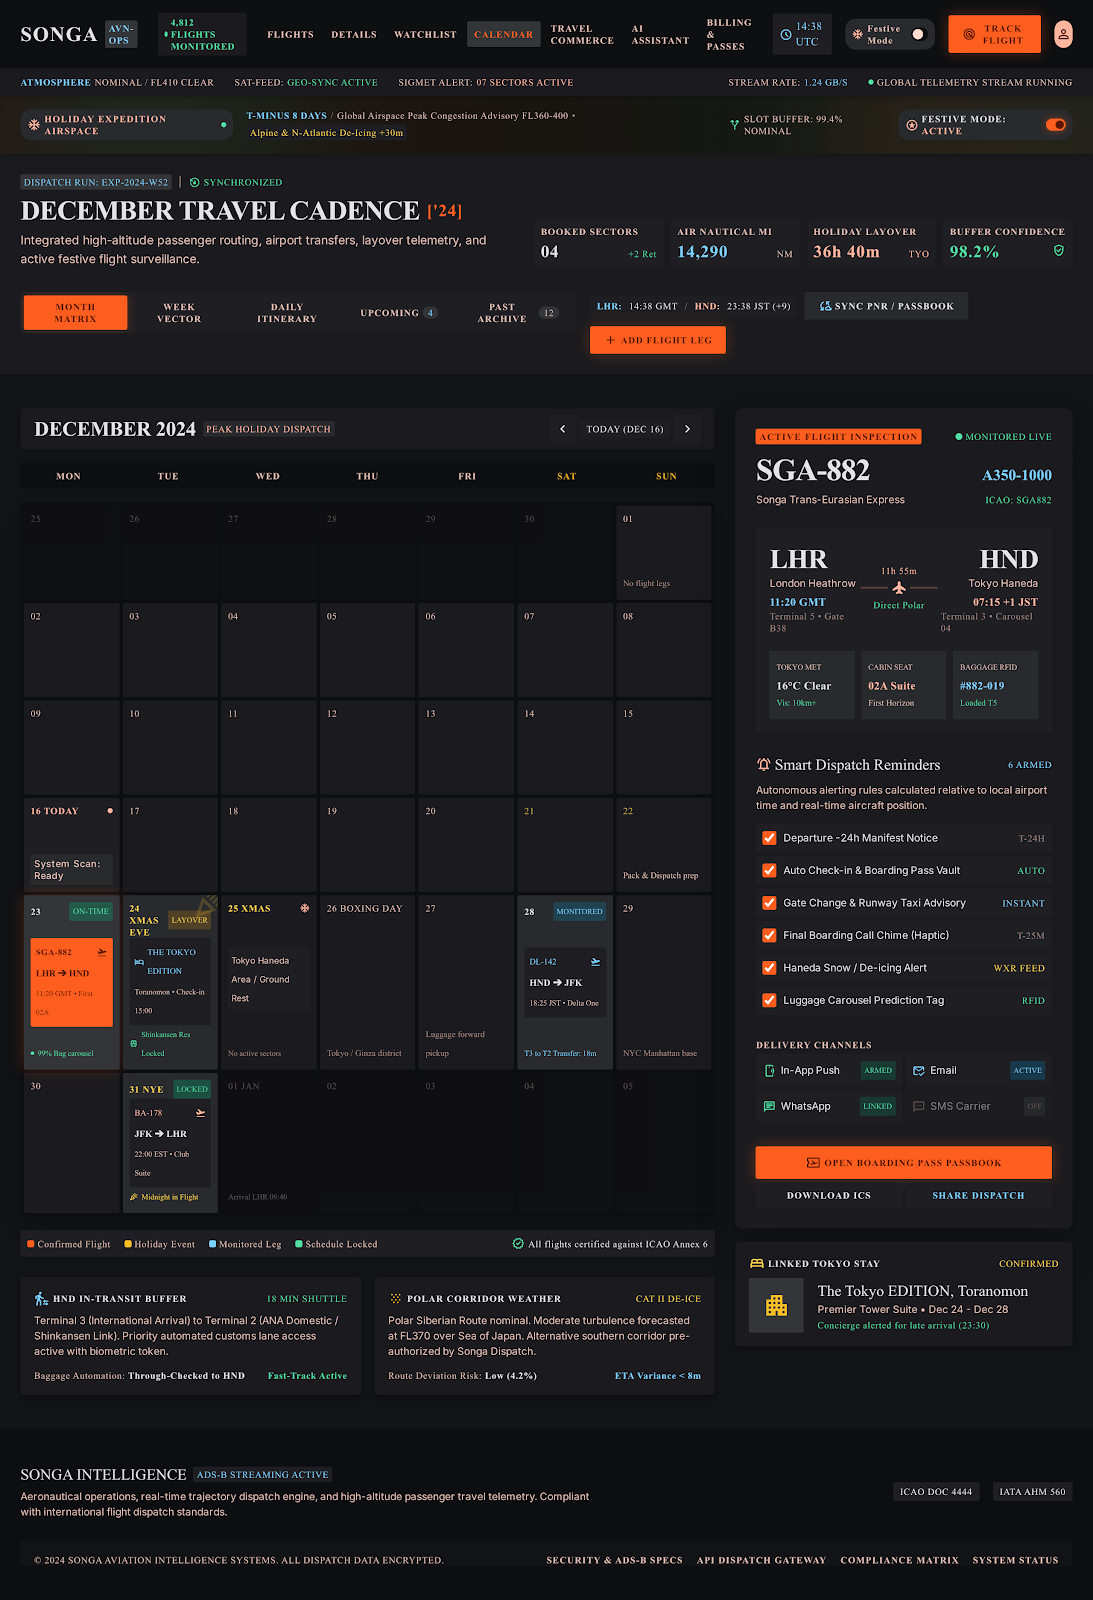 SONGA
AVN-
OPS
4,812
FLIGHTS
MONITORED
FLIGHTS
DETAILS
WATCHLIST
CALENDAR
TRAVEL
COMMERCE
AI
ASSISTANT
BILLING
&
PASSES
14:38
UTC
Festive
Mode
TRACK
FLIGHT
ATMOSPHERE NOMINAL / FL410 CLEAR
SAT-FEED: GEO-SYNC ACTIVE
SIGMET ALERT: 07 SECTORS ACTIVE
STREAM RATE: 1.24 GB/S
GLOBAL TELEMETRY STREAM RUNNING
HOLIDAY EXPEDITION
AIRSPACE
T-MINUS 8 DAYS / Global Airspace Peak Congestion Advisory FL360-400 •
Alpine & N-Atlantic De-Icing +30m
SLOT BUFFER: 99.4%
NOMINAL
FESTIVE MODE:
ACTIVE
DISPATCH RUN: EXP-2024-W52 |
SYNCHRONIZED
DECEMBER TRAVEL CADENCE ['24]
Integrated high-altitude passenger routing, airport transfers, layover telemetry, and
active festive flight surveillance.
BOOKED SECTORS
04
+2 Ret
AIR NAUTICAL MI
14,290
NM
HOLIDAY LAYOVER
36h 40m
TYO
BUFFER CONFIDENCE
98.2%
MONTH
MATRIX
WEEK
VECTOR
DAILY
ITINERARY
UPCOMING 4
PAST
ARCHIVE
12
LHR: 14:38 GMT / HND: 23:38 JST (+9)
SYNC PNR / PASSBOOK
+ ADD FLIGHT LEG
DECEMBER 2024
PEAK HOLIDAY DISPATCH
TODAY (DEC 16)
MON
TUE
WED
THU
FRI
SAT
SUN
25
26
27
28
29
30
01
No flight legs
02
03
04
05
06
07
08
09
10
11
12
13
14
15
16 TODAY
System Scan:
Ready
17
18
19
20
21
22
Pack & Dispatch prep
23
ON-TIME
SGA-882
LHR ➔ HND
11:20 GMT • First
02A
99% Bag carousel
24
XMAS
EVE
LAYOVER
THE TOKYO
EDITION
Toranomon • Check-in
15:00
Shinkansen Res
Locked
25 XMAS
Tokyo Haneda
Area / Ground
Rest
No active sectors
26 BOXING DAY
Tokyo / Ginza district
27
Luggage forward
pickup
28
MONITORED
DL-142
HND ➔ JFK
18:25 JST • Delta One
T3 to T2 Transfer: 18m
29
NYC Manhattan base
30
31 NYE
LOCKED
BA-178
JFK ➔ LHR
22:00 EST • Club
Suite
Midnight in Flight
01 JAN
Arrival LHR 09:40
02
03
04
05
Confirmed Flight
Holiday Event
Monitored Leg
Schedule Locked
All flights certified against ICAO Annex 6
HND IN-TRANSIT BUFFER
18 MIN SHUTTLE
Terminal 3 (International Arrival) to Terminal 2 (ANA Domestic /
Shinkansen Link). Priority automated customs lane access
active with biometric token.
Baggage Automation: Through-Checked to HND
Fast-Track Active
POLAR CORRIDOR WEATHER
CAT II DE-ICE
Polar Siberian Route nominal. Moderate turbulence forecasted
at FL370 over Sea of Japan. Alternative southern corridor pre-
authorized by Songa Dispatch.
Route Deviation Risk: Low (4.2%)
ETA Variance < 8m
ACTIVE FLIGHT INSPECTION
MONITORED LIVE
SGA-882
A350-1000
Songa Trans-Eurasian Express
ICAO: SGA882
LHR
London Heathrow
11:20 GMT
Terminal 5 • Gate
B38
11h 55m
Direct Polar
HND
Tokyo Haneda
07:15 +1 JST
Terminal 3 • Carousel
04
TOKYO MET
16°C Clear
Vis: 10km+
CABIN SEAT
02A Suite
First Horizon
BAGGAGE RFID
#882-019
Loaded T5
Smart Dispatch Reminders
6 ARMED
Autonomous alerting rules calculated relative to local airport
time and real-time aircraft position.
Departure -24h Manifest Notice
T-24H
Auto Check-in & Boarding Pass Vault
AUTO
Gate Change & Runway Taxi Advisory
INSTANT
Final Boarding Call Chime (Haptic)
T-25M
Haneda Snow / De-icing Alert
WXR FEED
Luggage Carousel Prediction Tag
RFID
DELIVERY CHANNELS
In-App Push
ARMED
Email
ACTIVE
WhatsApp
LINKED
SMS Carrier
OFF
OPEN BOARDING PASS PASSBOOK
DOWNLOAD ICS
SHARE DISPATCH
LINKED TOKYO STAY
CONFIRMED
The Tokyo EDITION, Toranomon
Premier Tower Suite • Dec 24 - Dec 28
Concierge alerted for late arrival (23:30)
SONGA INTELLIGENCE
ADS-B STREAMING ACTIVE
Aeronautical operations, real-time trajectory dispatch engine, and high-altitude passenger travel telemetry. Compliant
with international flight dispatch standards.
ICAO DOC 4444
IATA AHM 560
© 2024 SONGA AVIATION INTELLIGENCE SYSTEMS. ALL DISPATCH DATA ENCRYPTED.
SECURITY & ADS-B SPECS
API DISPATCH GATEWAY
COMPLIANCE MATRIX
SYSTEM STATUS